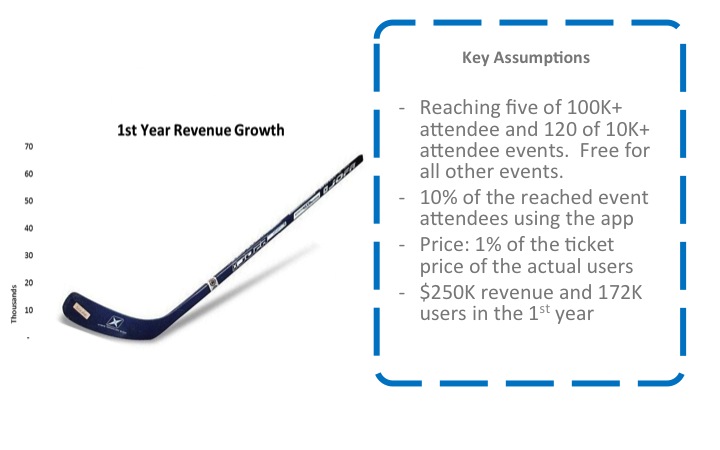 1st Year Revenue Growth
70
60
50
40
30
20
10
-
Thousands
JOFA
Key Assumptions
- Reaching five of 100K+
attendee and 120 of 10K+
attendee events. Free for
all other events.
- 10% of the reached event
attendees using the app
- Price: 1% of the ticket
price of the actual users
- $250K revenue and 172K
users in the 1st year